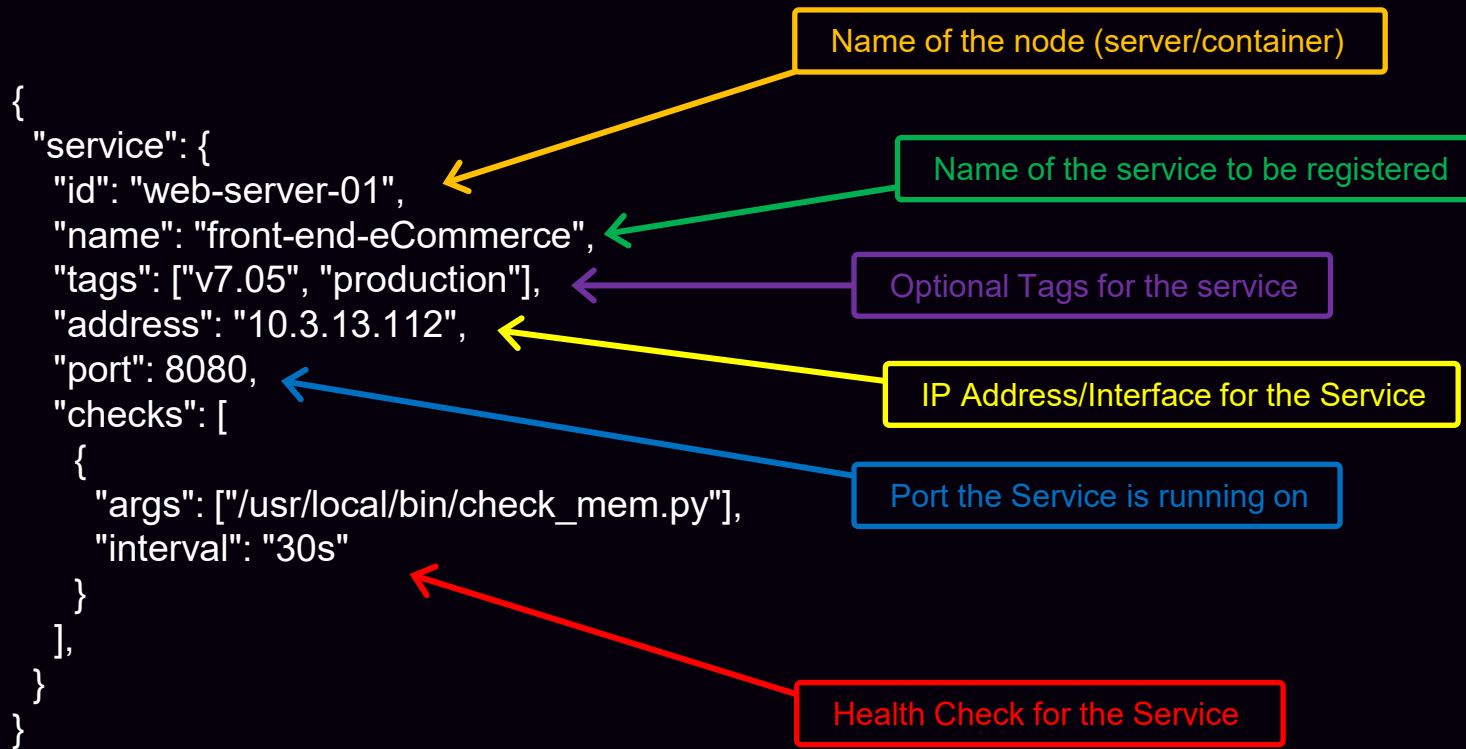 Name of the node (server/container)
{
"service": {
"id": "web-server-01",
Name of the service to be registered
"name": "front-end-eCommerce",
"tags": ["v7.05", "production"],
Optional Tags for the service
"address": "10.3.13.112",
"port": 8080,
IP Address/Interface for the Service
"checks": [
{
"args": ["/usr/local/bin/check_mem.py"],
Port the Service is running on
"interval": "30s"
}
],
}
Health Check for the Service
}